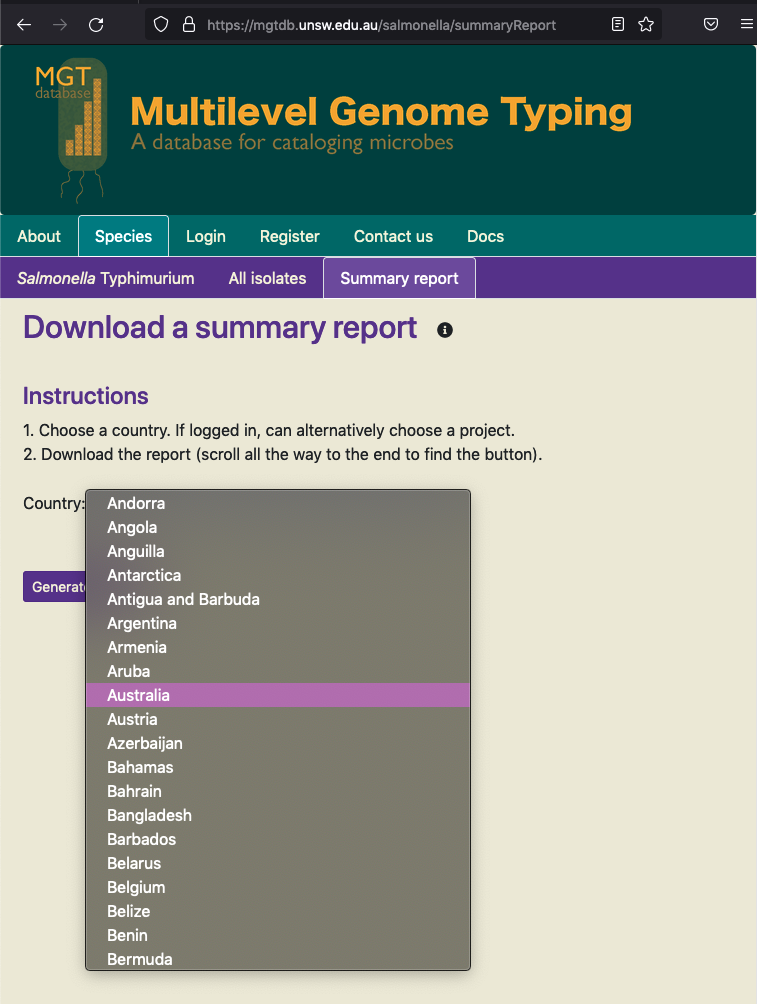 https://mgtdb.unsw.edu.au/salmonella/summaryReport
MGT
database
Multilevel Genome Typing
A database for cataloging microbes
About Species Login Register Contact us Docs
Salmonella Typhimurium All isolates Summary report
Download a summary report
Instructions
1. Choose a country. If logged in, can alternatively choose a project.
2. Download the report (scroll all the way to the end to find the button).
Country:
Andorra
Angola
Anguilla
Antarctica
Antigua and Barbuda
Argentina
Armenia
Aruba
Australia
Austria
Azerbaijan
Bahamas
Bahrain
Bangladesh
Barbados
Belarus
Belgium
Belize
Benin
Bermuda
Generat